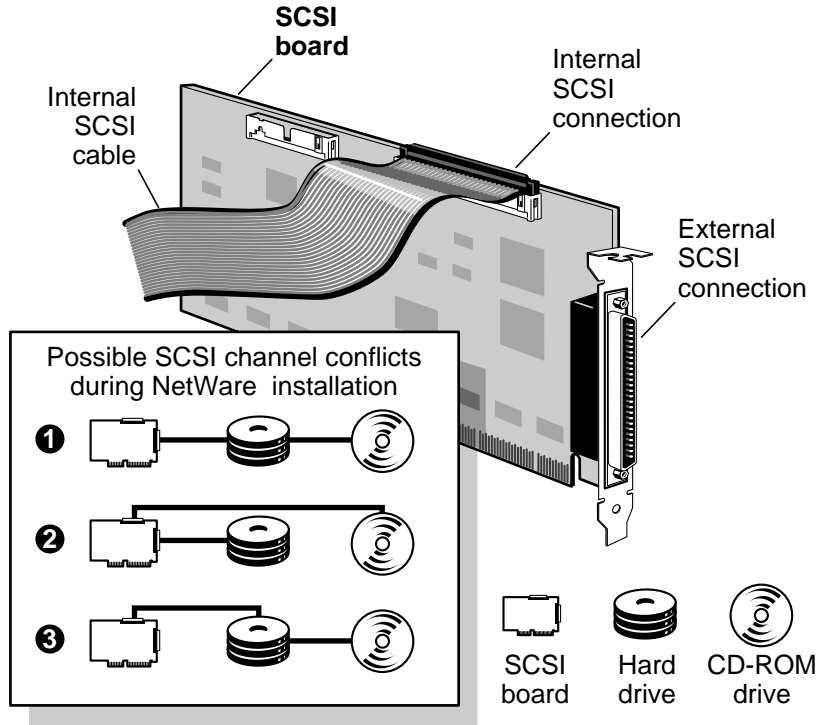 SCSI
board
Internal
SCSI
connection
Internal
SCSI
cable
External
SCSI
connection
Possible SCSI channel conflicts
during NetWare installation
1
2
3
SCSI
board
Hard
drive
CD-ROM
drive